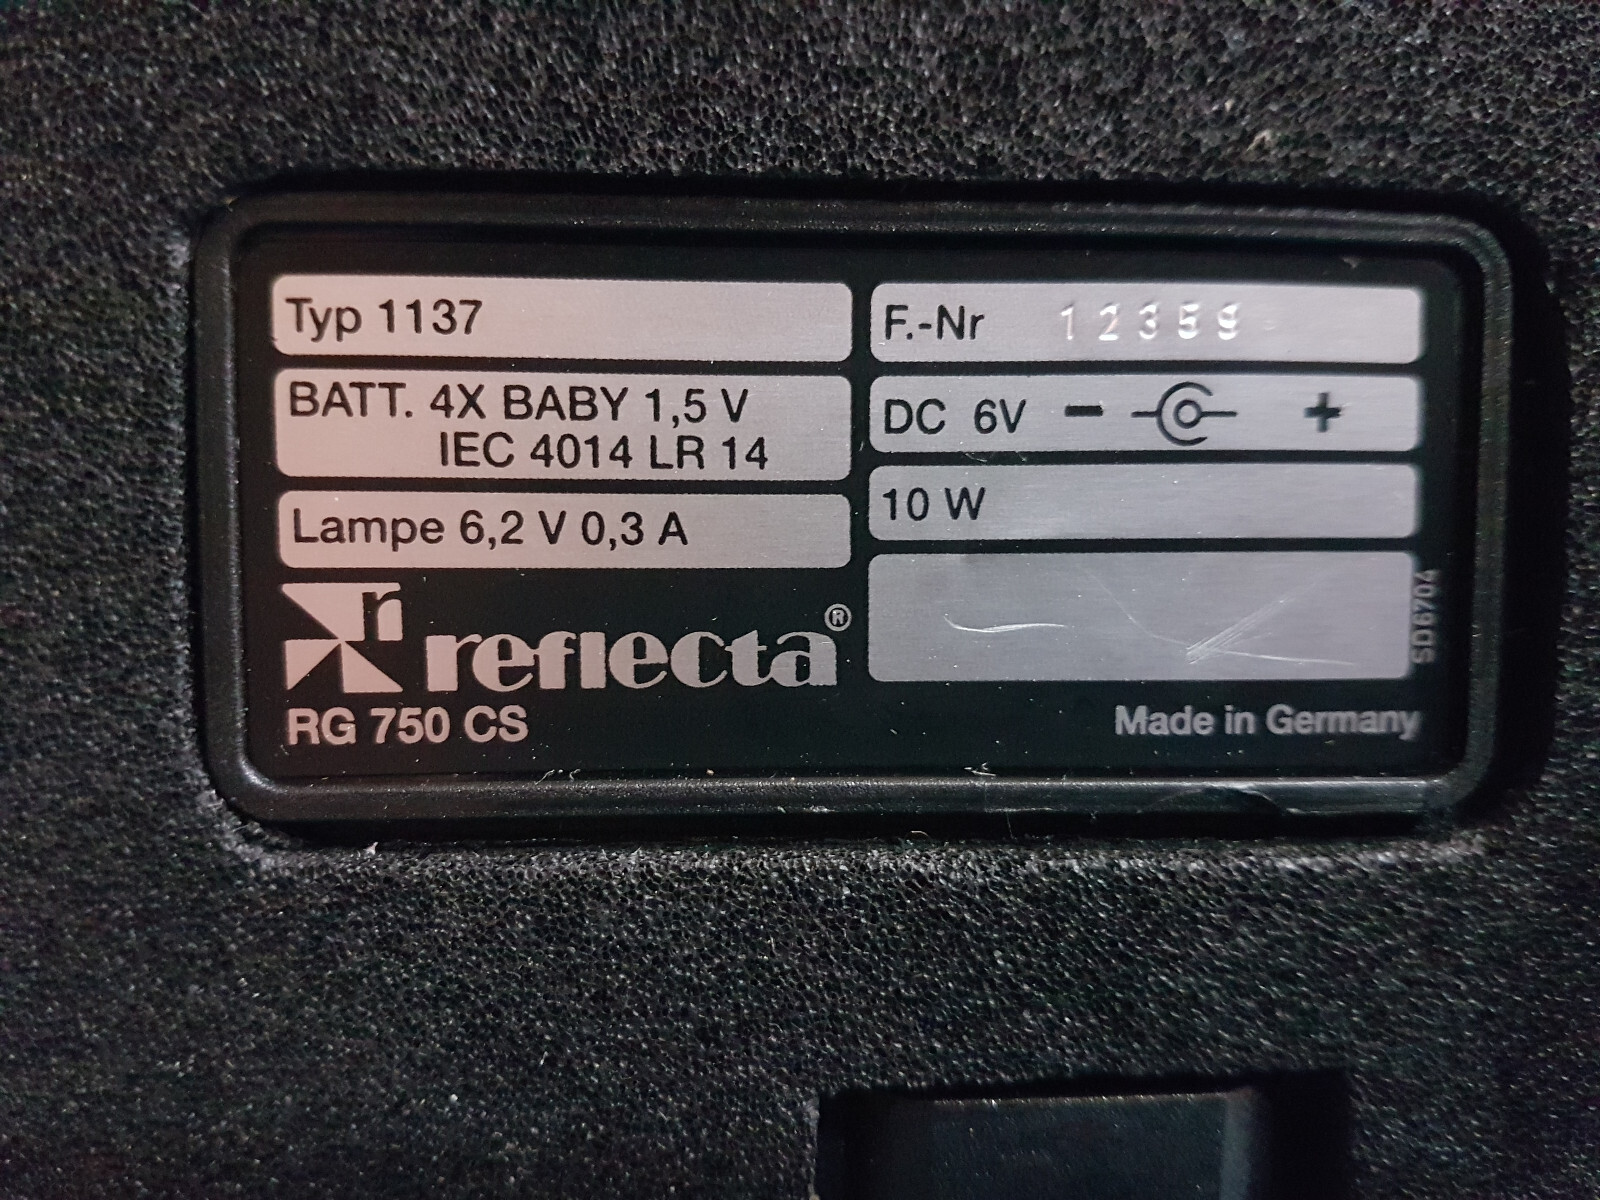 Typ 1137
BATT. 4X BABY 1,5 V
IEC 4014 LR 14
Lampe 6,2 V 0,3 A
r reflecta®
RG 750 CS
F.-Nr 12359
DC 6V - +
10 W
SD6704
Made in Germany